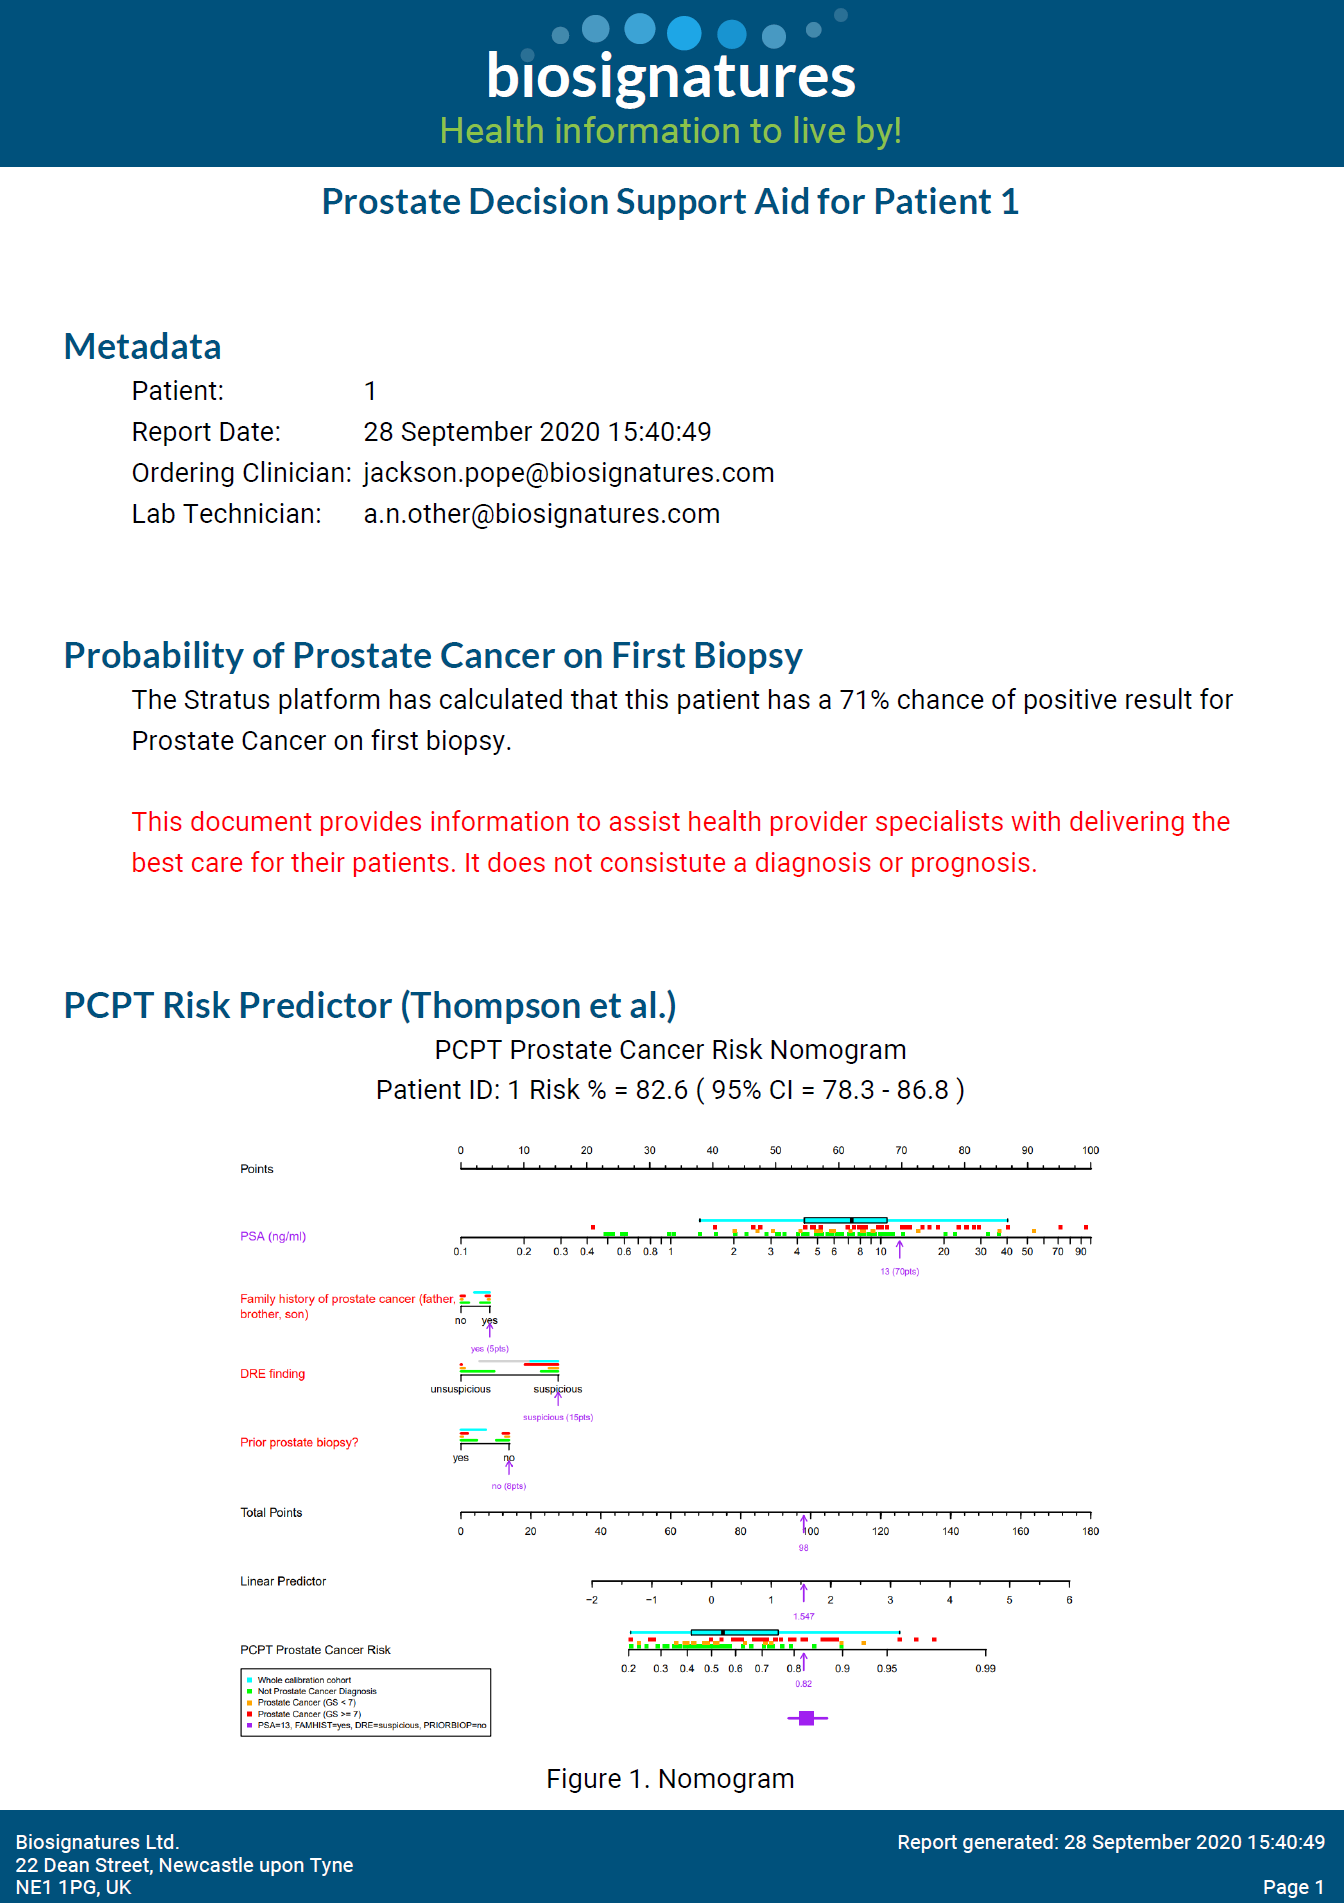 biosignatures
Health information to live by!
Prostate Decision Support Aid for Patient 1
Metadata
Patient: 1
Report Date: 28 September 2020 15:40:49
Ordering Clinician: jackson.pope@biosignatures.com
Lab Technician: a.n.other@biosignatures.com
Probability of Prostate Cancer on First Biopsy
The Stratus platform has calculated that this patient has a 71% chance of positive result for
Prostate Cancer on first biopsy.
This document provides information to assist health provider specialists with delivering the
best care for their patients. It does not consistute a diagnosis or prognosis.
PCPT Risk Predictor (Thompson et al.)
PCPT Prostate Cancer Risk Nomogram
Patient ID: 1 Risk % = 82.6 ( 95% CI = 78.3 - 86.8 )
0 10 20 30 40 50 60 70 80 90 100
Points
PSA (ng/ml)
0.1 0.2 0.3 0.4 0.6 0.8 1 2 3 4 5 6 8 10 20 30 40 50 70 90
13 (70pts)
Family history of prostate cancer (father,
brother, son)
no yes
yes (5pts)
DRE finding
unsuspicious suspicious
suspicious (15pts)
Prior prostate biopsy?
yes no
no (8pts)
Total Points
0 20 40 60 80 100 120 140 160 180
98
Linear Predictor
−2 −1 0 1 2 3 4 5 6
1.547
PCPT Prostate Cancer Risk
0.2 0.3 0.4 0.5 0.6 0.7 0.8 0.9 0.95 0.99
0.82
Whole calibration cohort
Not Prostate Cancer Diagnosis
Prostate Cancer (GS < 7)
Prostate Cancer (GS >= 7)
PSA=13, FAMHIST=yes, DRE=suspicious, PRIORBIOP=no
Figure 1. Nomogram
Biosignatures Ltd.
22 Dean Street, Newcastle upon Tyne
NE1 1PG, UK
Report generated: 28 September 2020 15:40:49
Page 1